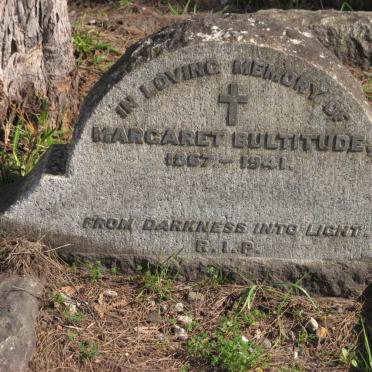 IN LOVING MEMORY OF
MARGARET BULTITUDE.
1867 - 1941.
FROM DARKNESS INTO LIGHT.
R.I.P.